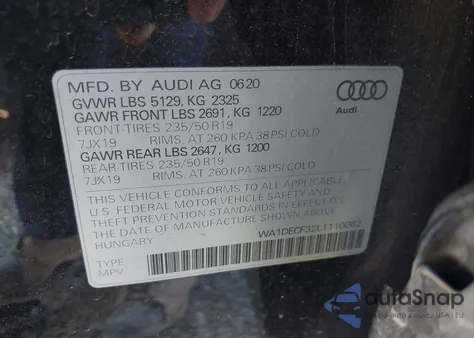 MFD. BY AUDI AG 06 20
GVWR LBS 5129, KG 2325
GAWR FRONT LBS 2691, KG 1220
FRONT-TIRES 235/50 R19
7JX19 RIMS, AT 260 KPA 38 PSI COLD
GAWR REAR LBS 2647, KG 1200
REAR-TIRES 235/50 R19
7JX19 RIMS, AT 260 KPA 38 PSI COLD
THIS VEHICLE CONFORMS TO ALL APPLICABLE
U.S. FEDERAL MOTOR VEHICLE SAFETY AND
THEFT PREVENTION STANDARDS IN EFFECT ON THE
DATE OF MANUFACTURE SHOWN ABOVE
HUNGARY
WA1DECF32L1110082
TYPE
MPV
Audi
autoSnap